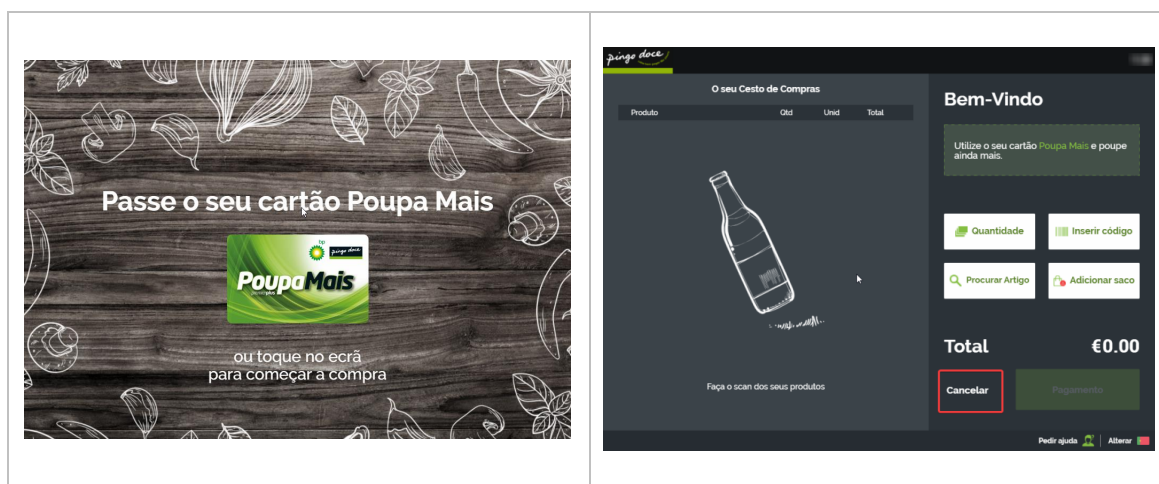 Passe o seu cartão Poupa Mais
bp
pingo doce
PoupaMais
ou toque no ecrã
para começar a compra
pingo doce
O seu Cesto de Compras
Produto Qtd Unid Total
Faça o scan dos seus produtos
Bem-Vindo
Utilize o seu cartão Poupa Mais e poupe
ainda mais.
Quantidade Inserir código
Procurar Artigo Adicionar saco
Total €0.00
Cancelar Pagamento
Pedir ajuda Alterar